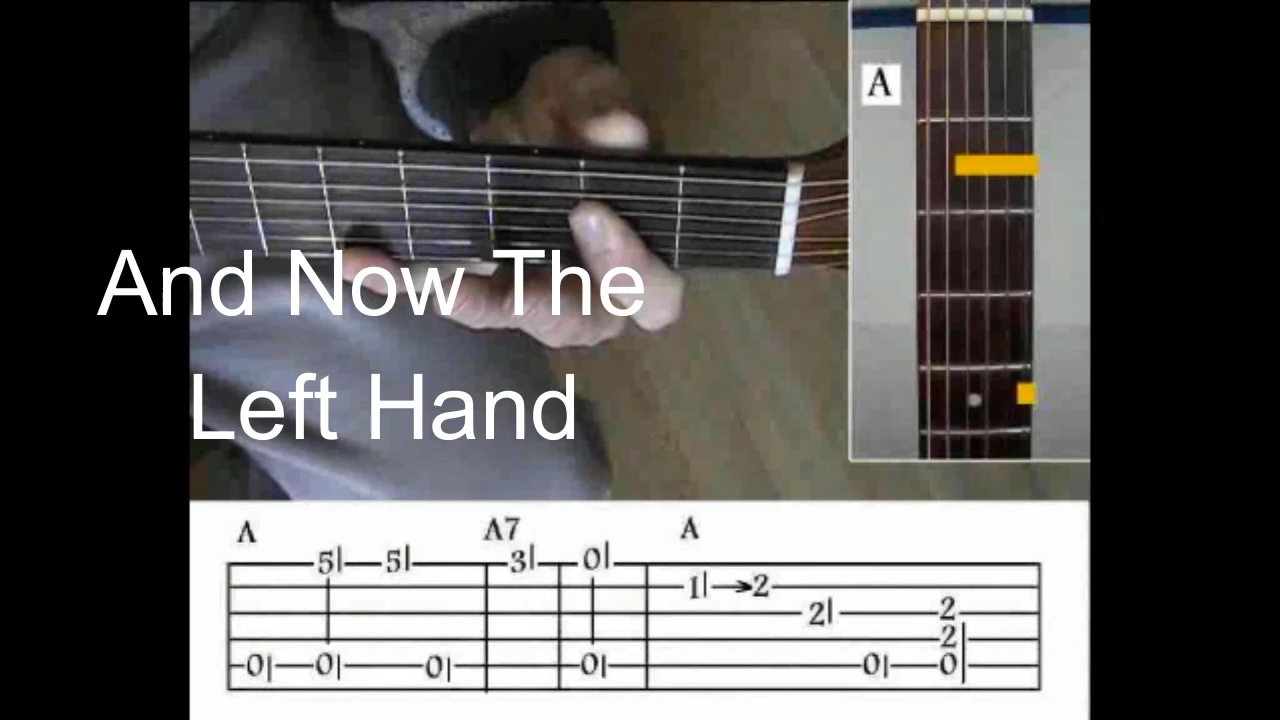 A
And Now The
Left Hand
A A7 A
5 5 3 0
1 2
2 2
2
0 0 0 0 0 0